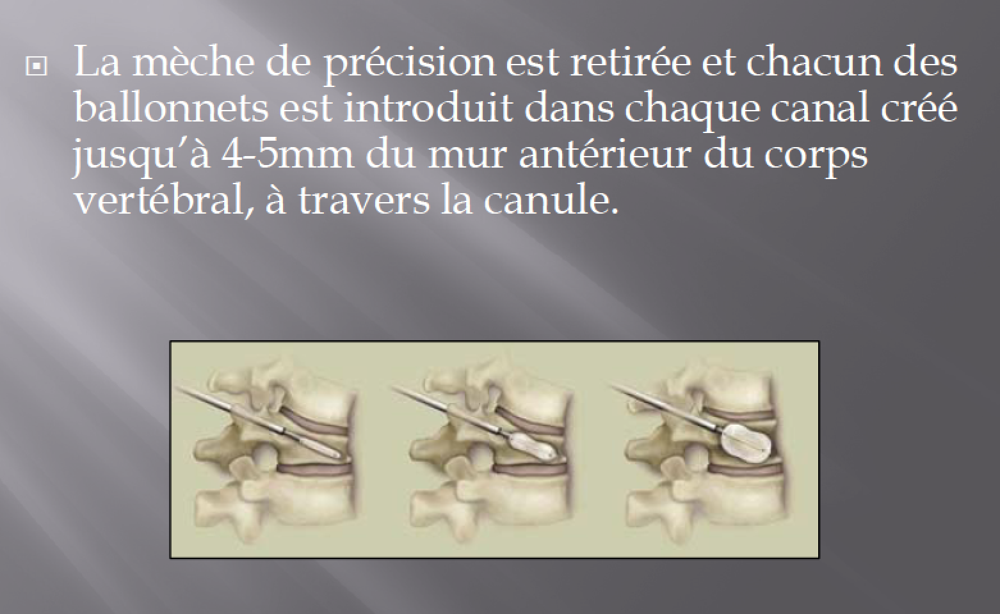 La mèche de précision est retirée et chacun des
ballonnets est introduit dans chaque canal créé
jusqu’à 4-5mm du mur antérieur du corps
vertébral, à travers la canule.